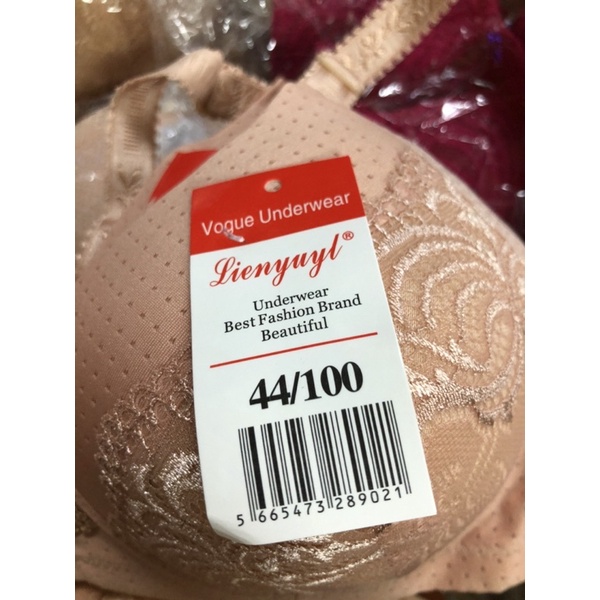 Vogue Underwear
Lienyuyl®
Underwear
Best Fashion Brand
Beautiful
44/100
5 665473 289021